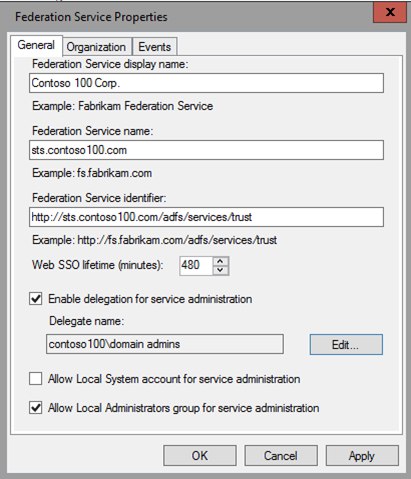 Federation Service Properties
x
General Organization Events
Federation Service display name:
Contoso 100 Corp.
Example: Fabrikam Federation Service
Federation Service name:
sts.contoso100.com
Example: fs.fabrikam.com
Federation Service identifier:
http://sts.contoso100.com/adfs/services/trust
Example: http://fs.fabrikam.com/adfs/services/trust
Web SSO lifetime (minutes): 480
Enable delegation for service administration
Delegate name:
contoso100\domain admins Edit...
Allow Local System account for service administration
Allow Local Administrators group for service administration
OK Cancel Apply